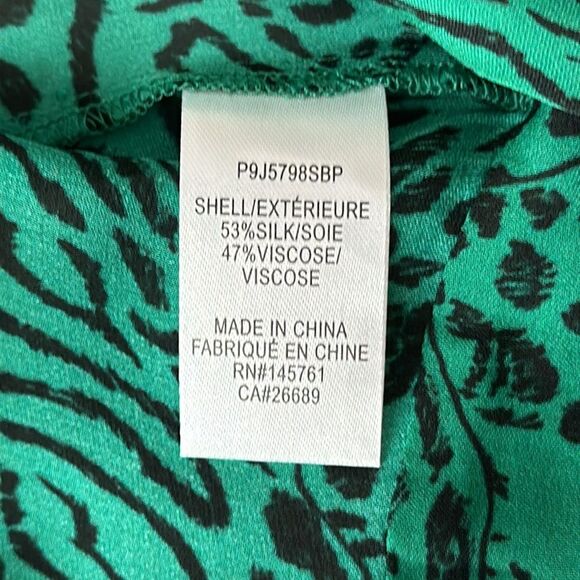 P9J5798SBP
SHELL/EXTÉRIEURE
53%SILK/SOIE
47%VISCOSE/
VISCOSE
MADE IN CHINA
FABRIQUÉ EN CHINE
RN#145761
CA#26689